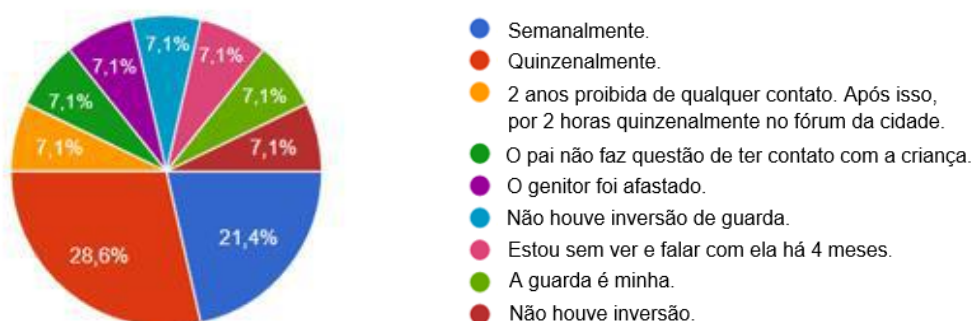 7,1%
7,1%
7,1%
7,1%
7,1%
7,1%
7,1%
28,6%
21,4%
Semanalmente.
Quinzenalmente.
2 anos proibida de qualquer contato. Após isso,
por 2 horas quinzenalmente no fórum da cidade.
O pai não faz questão de ter contato com a criança.
O genitor foi afastado.
Não houve inversão de guarda.
Estou sem ver e falar com ela há 4 meses.
A guarda é minha.
Não houve inversão.